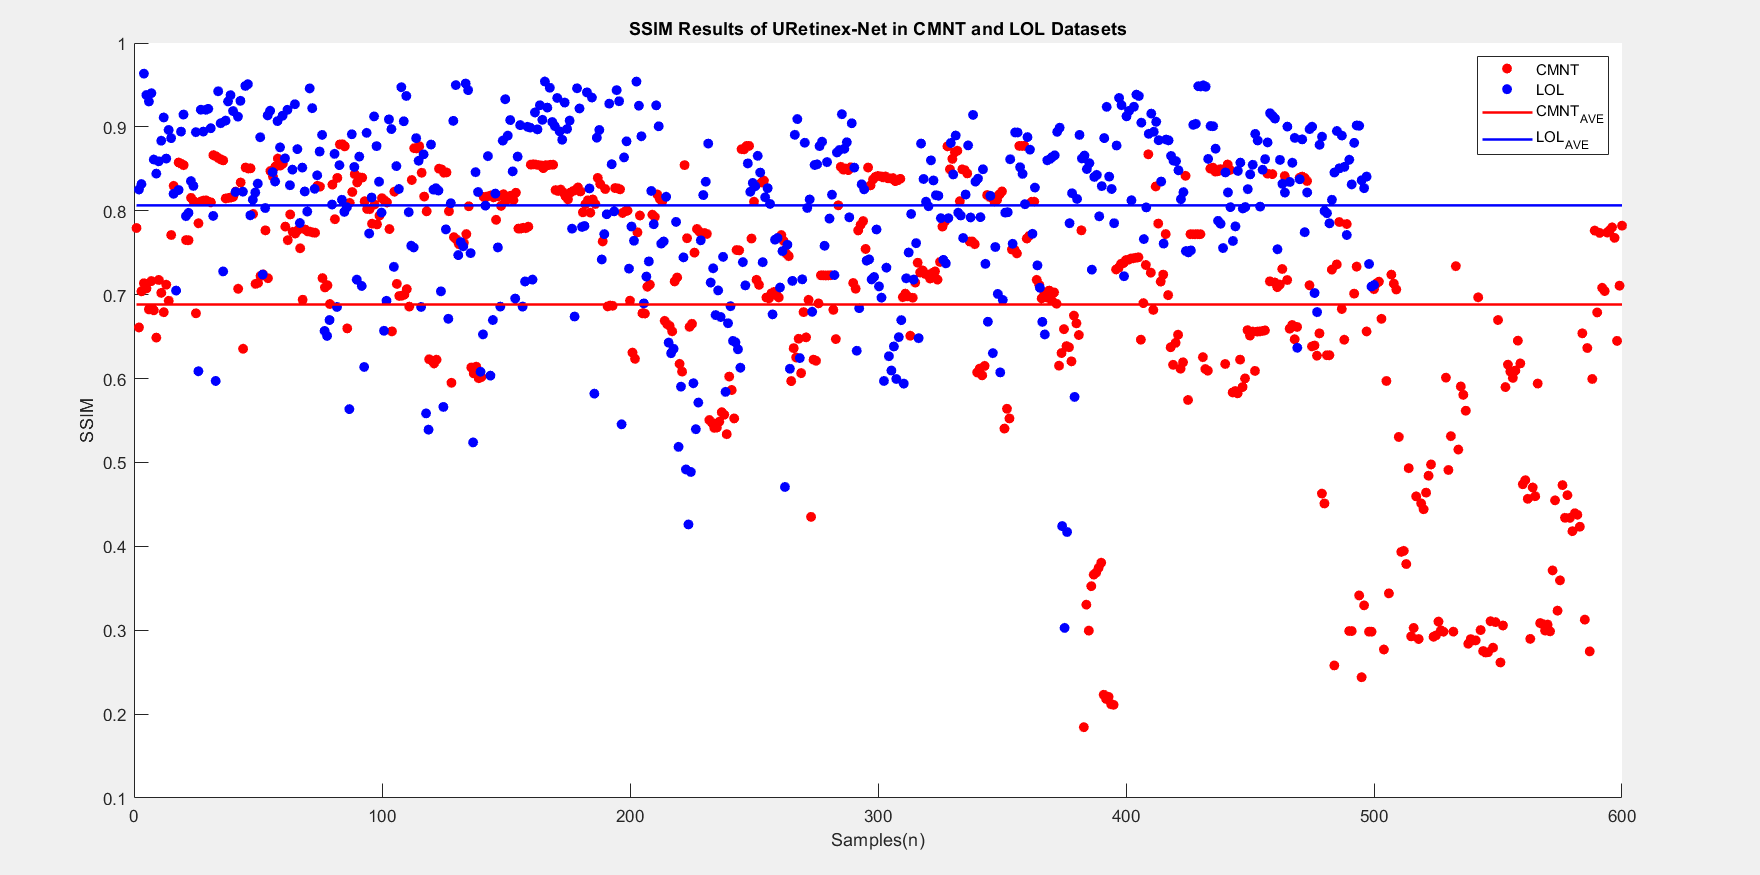 SSIM Results of URetinex-Net in CMNT and LOL Datasets
CMNT
LOL
CMNT_AVE
LOL_AVE
SSIM
1
0.9
0.8
0.7
0.6
0.5
0.4
0.3
0.2
0.1
0 100 200 300 400 500 600
Samples(n)